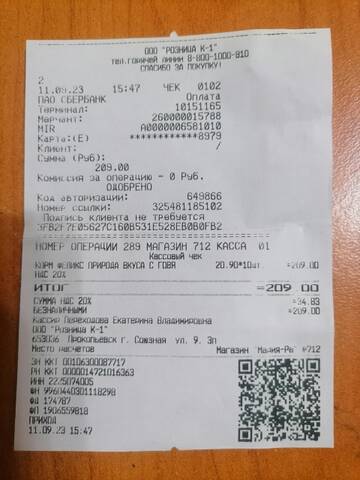 ООО "РОЗНИЦА К-1"
тел.горячей линии 8-800-1000-810
СПАСИБО ЗА ПОКУПКУ!
2
11.09.23 15:47 ЧЕК 0102
ПАО СБЕРБАНК Оплата
Терминал: 10151165
Мерчант: 260000015788
MIR A0000006581010
Карта:(E) ************8979
Клиент: /
Сумма (Руб):
209.00
Комиссия за операцию - 0 Руб.
ОДОБРЕНО
Код авторизации: 649866
Номер ссылки: 325481185102
Подпись клиента не требуется
3FB2F7E05627C160B531E528EB0B0FB2
НОМЕР ОПЕРАЦИИ 289 МАГАЗИН 712 КАССА 01
Кассовый чек
КОРМ ФЕЛИКС ПРИРОДА ВКУСА С ГОВЯ 20.90*10шт. =209.00
НДС 20%
ИТОГ =209.00
СУММА НДС 20% =34.83
БЕЗНАЛИЧНЫМИ =209.00
Кассир Переходова Екатерина Владимировна
ООО "Розница К-1"
653036 Прокопьевск г. Союзная ул. 9. 3п
Место расчетов Магазин "Мария-Ра" #712
ЗН ККТ 00106300087717
РН ККТ 0000014721016363
ИНН 2225074005
ФН 9960440301118298
ФД 174787
ФП 1906559818
ПРИХОД
11.09.23 15:47